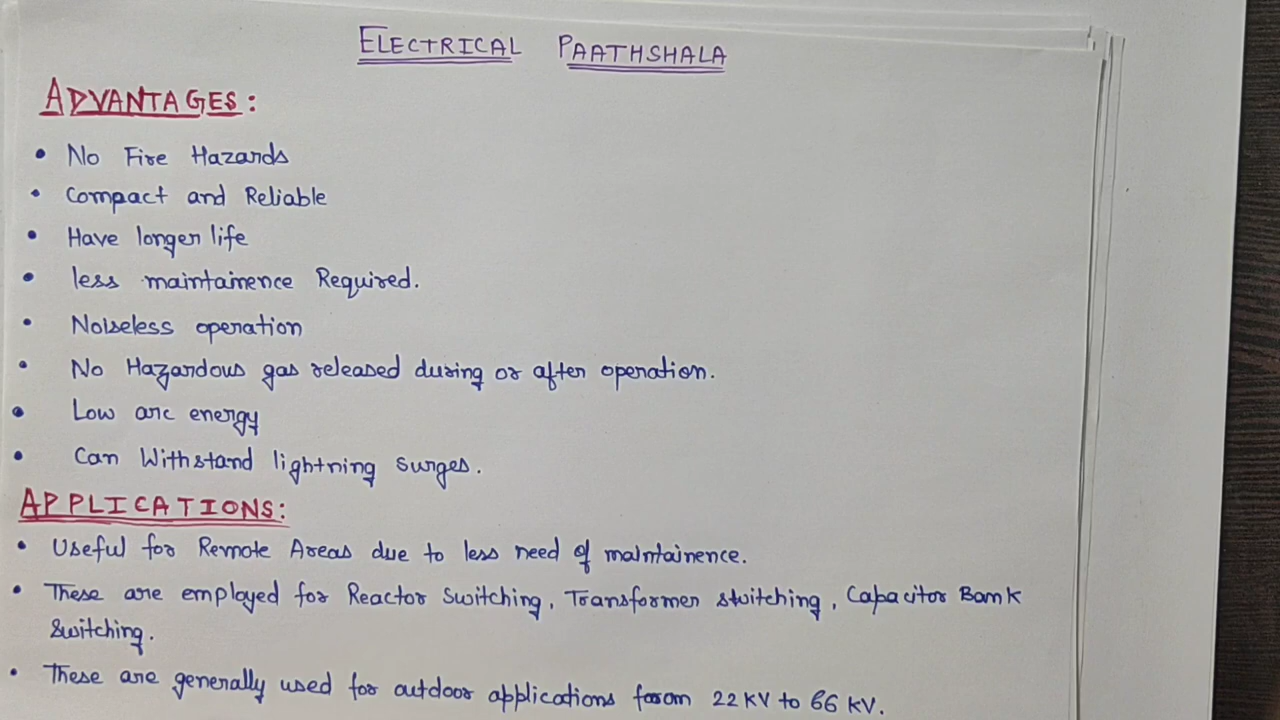 ELECTRICAL PAATHSHALA
ADVANTAGES:
• No Fire Hazards
• Compact and Reliable
• Have longer life
• less maintainence Required.
• Noiseless operation
• No Hazardous gas released during or after operation.
• Low arc energy
• Can Withstand lightning surges.
APPLICATIONS:
• Useful for Remote Areas due to less need of maintainence.
• These are employed for Reactor Switching, Transformer switching, Capacitor Bank
Switching.
• These are generally used for outdoor applications from 22 KV to 66 KV.